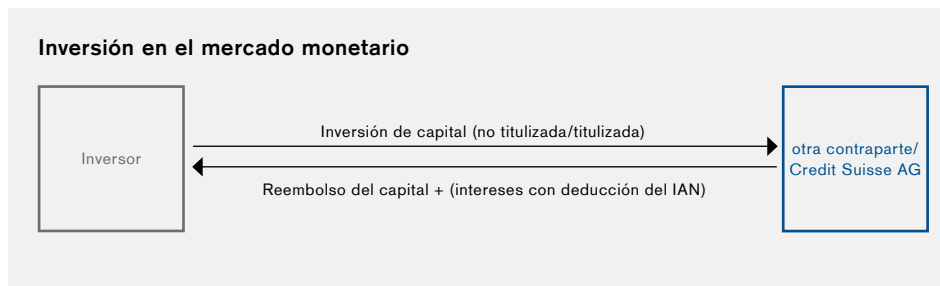 Inversión en el mercado monetario
Inversor
Inversión de capital (no titulizada/titulizada)
Reembolso del capital + (intereses con deducción del IAN)
otra contraparte/
Credit Suisse AG